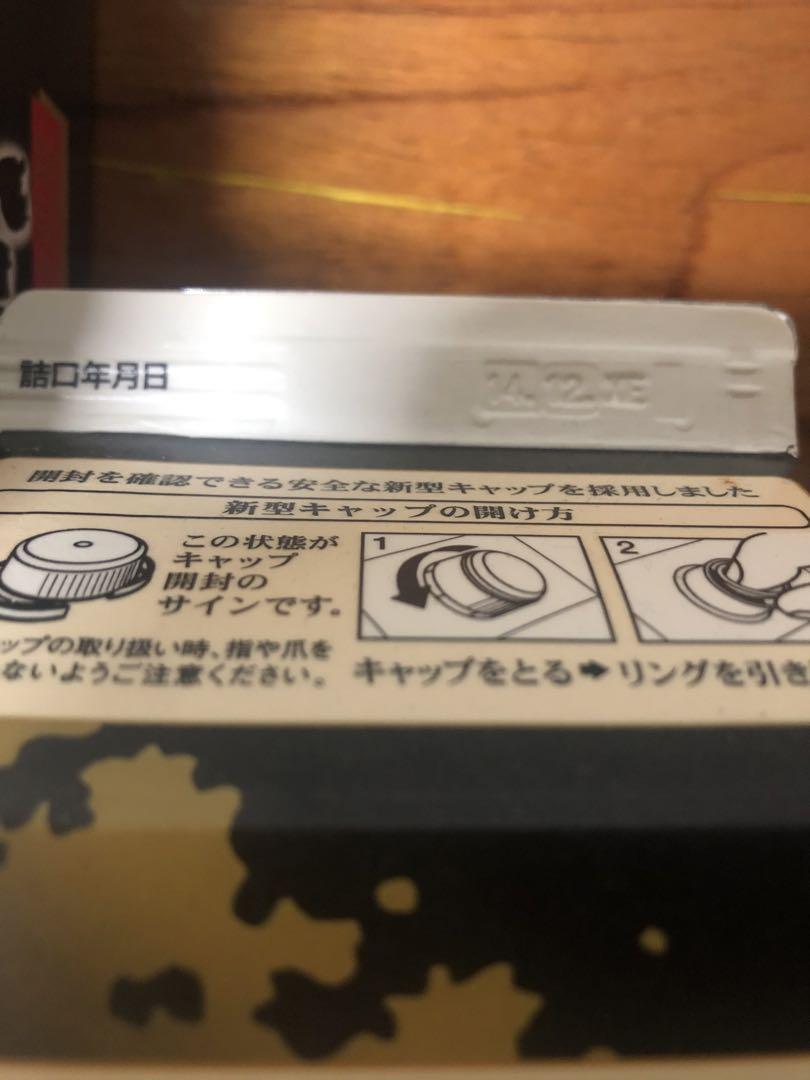 詰口年月日
14.12.XE
開封を確認できる安全な新型キャップを採用しました
新型キャップの開け方
この状態が
キャップ
開封の
サインです。
ップの取り扱い時、指や爪を
ないようご注意ください。
1
2
キャップをとる➡リングを引き